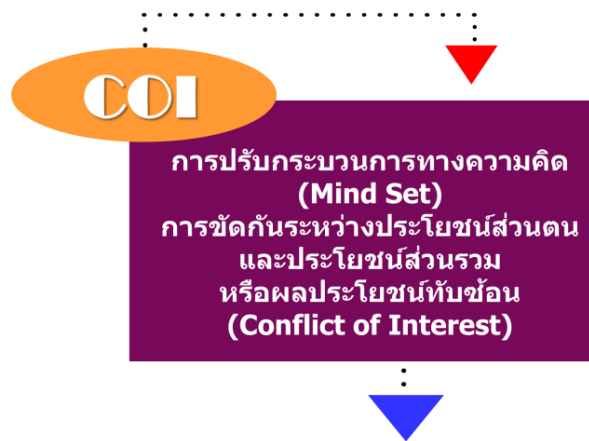 COI
การปรับกระบวนการทางความคิด
(Mind Set)
การขัดกันระหว่างประโยชน์ส่วนตน
และประโยชน์ส่วนรวม
หรือผลประโยชน์ทับซ้อน
(Conflict of Interest)